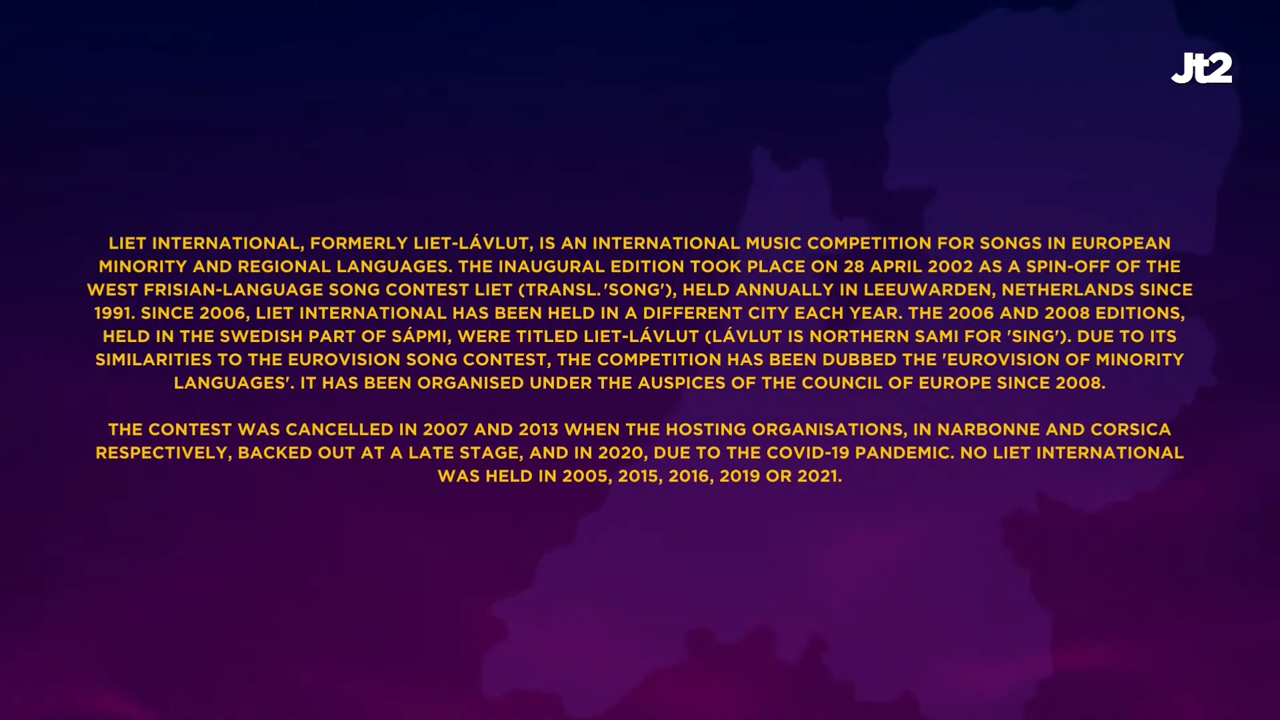 Jt2
LIET INTERNATIONAL, FORMERLY LIET-LÁVLUT, IS AN INTERNATIONAL MUSIC COMPETITION FOR SONGS IN EUROPEAN
MINORITY AND REGIONAL LANGUAGES. THE INAUGURAL EDITION TOOK PLACE ON 28 APRIL 2002 AS A SPIN-OFF OF THE
WEST FRISIAN-LANGUAGE SONG CONTEST LIET (TRANSL.'SONG'), HELD ANNUALLY IN LEEUWARDEN, NETHERLANDS SINCE
1991. SINCE 2006, LIET INTERNATIONAL HAS BEEN HELD IN A DIFFERENT CITY EACH YEAR. THE 2006 AND 2008 EDITIONS,
HELD IN THE SWEDISH PART OF SÁPMI, WERE TITLED LIET-LÁVLUT (LÁVLUT IS NORTHERN SAMI FOR 'SING'). DUE TO ITS
SIMILARITIES TO THE EUROVISION SONG CONTEST, THE COMPETITION HAS BEEN DUBBED THE 'EUROVISION OF MINORITY
LANGUAGES'. IT HAS BEEN ORGANISED UNDER THE AUSPICES OF THE COUNCIL OF EUROPE SINCE 2008.
THE CONTEST WAS CANCELLED IN 2007 AND 2013 WHEN THE HOSTING ORGANISATIONS, IN NARBONNE AND CORSICA
RESPECTIVELY, BACKED OUT AT A LATE STAGE, AND IN 2020, DUE TO THE COVID-19 PANDEMIC. NO LIET INTERNATIONAL
WAS HELD IN 2005, 2015, 2016, 2019 OR 2021.